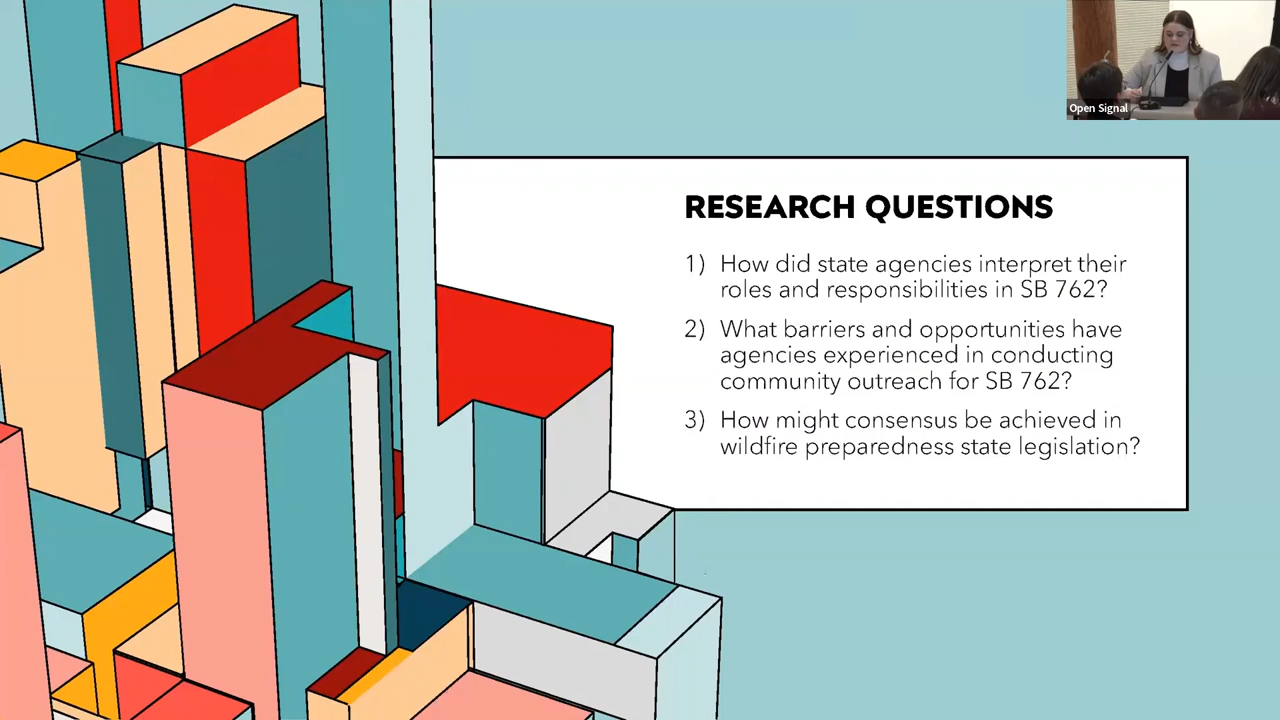 Open Signal
RESEARCH QUESTIONS
1) How did state agencies interpret their
roles and responsibilities in SB 762?
2) What barriers and opportunities have
agencies experienced in conducting
community outreach for SB 762?
3) How might consensus be achieved in
wildfire preparedness state legislation?